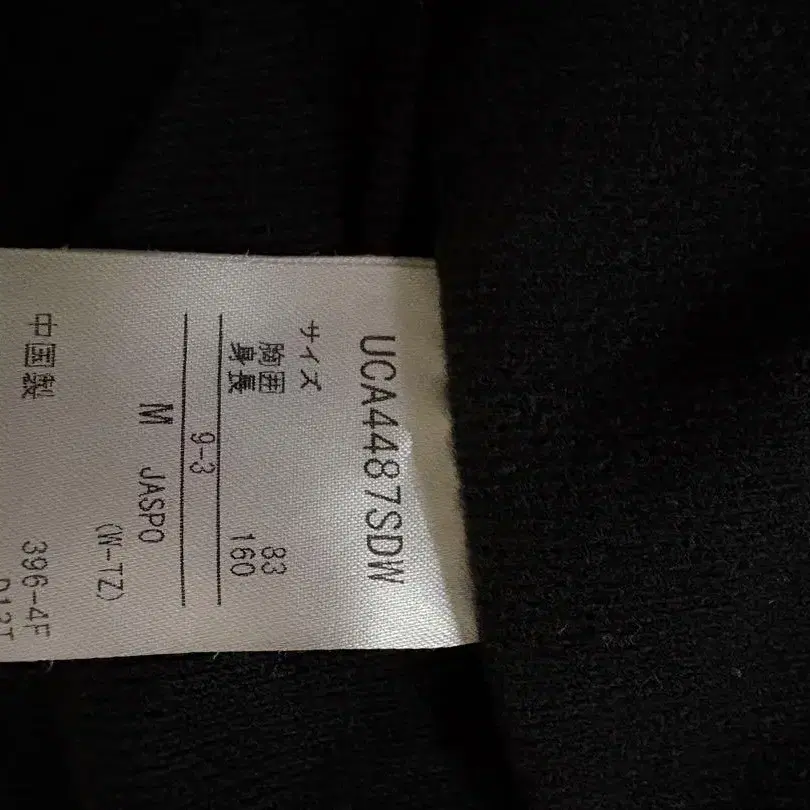 UCA4487SDW
サイズ
胸囲 83
身長 160
9-3
M JASPO
(W-TZ)
中国製 396-4F